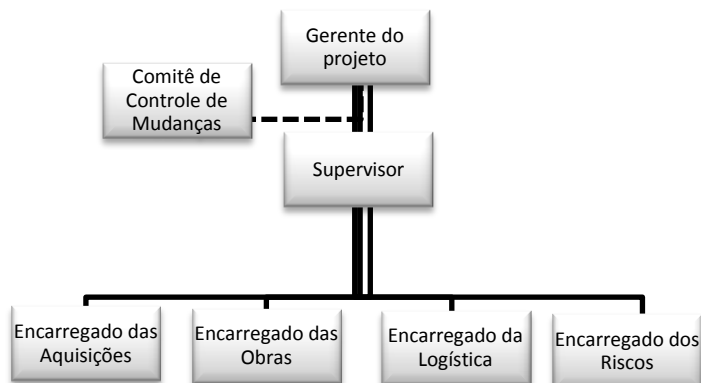 Gerente do
projeto
Comitê de
Controle de
Mudanças
Supervisor
Encarregado das
Aquisições
Encarregado das
Obras
Encarregado da
Logística
Encarregado dos
Riscos